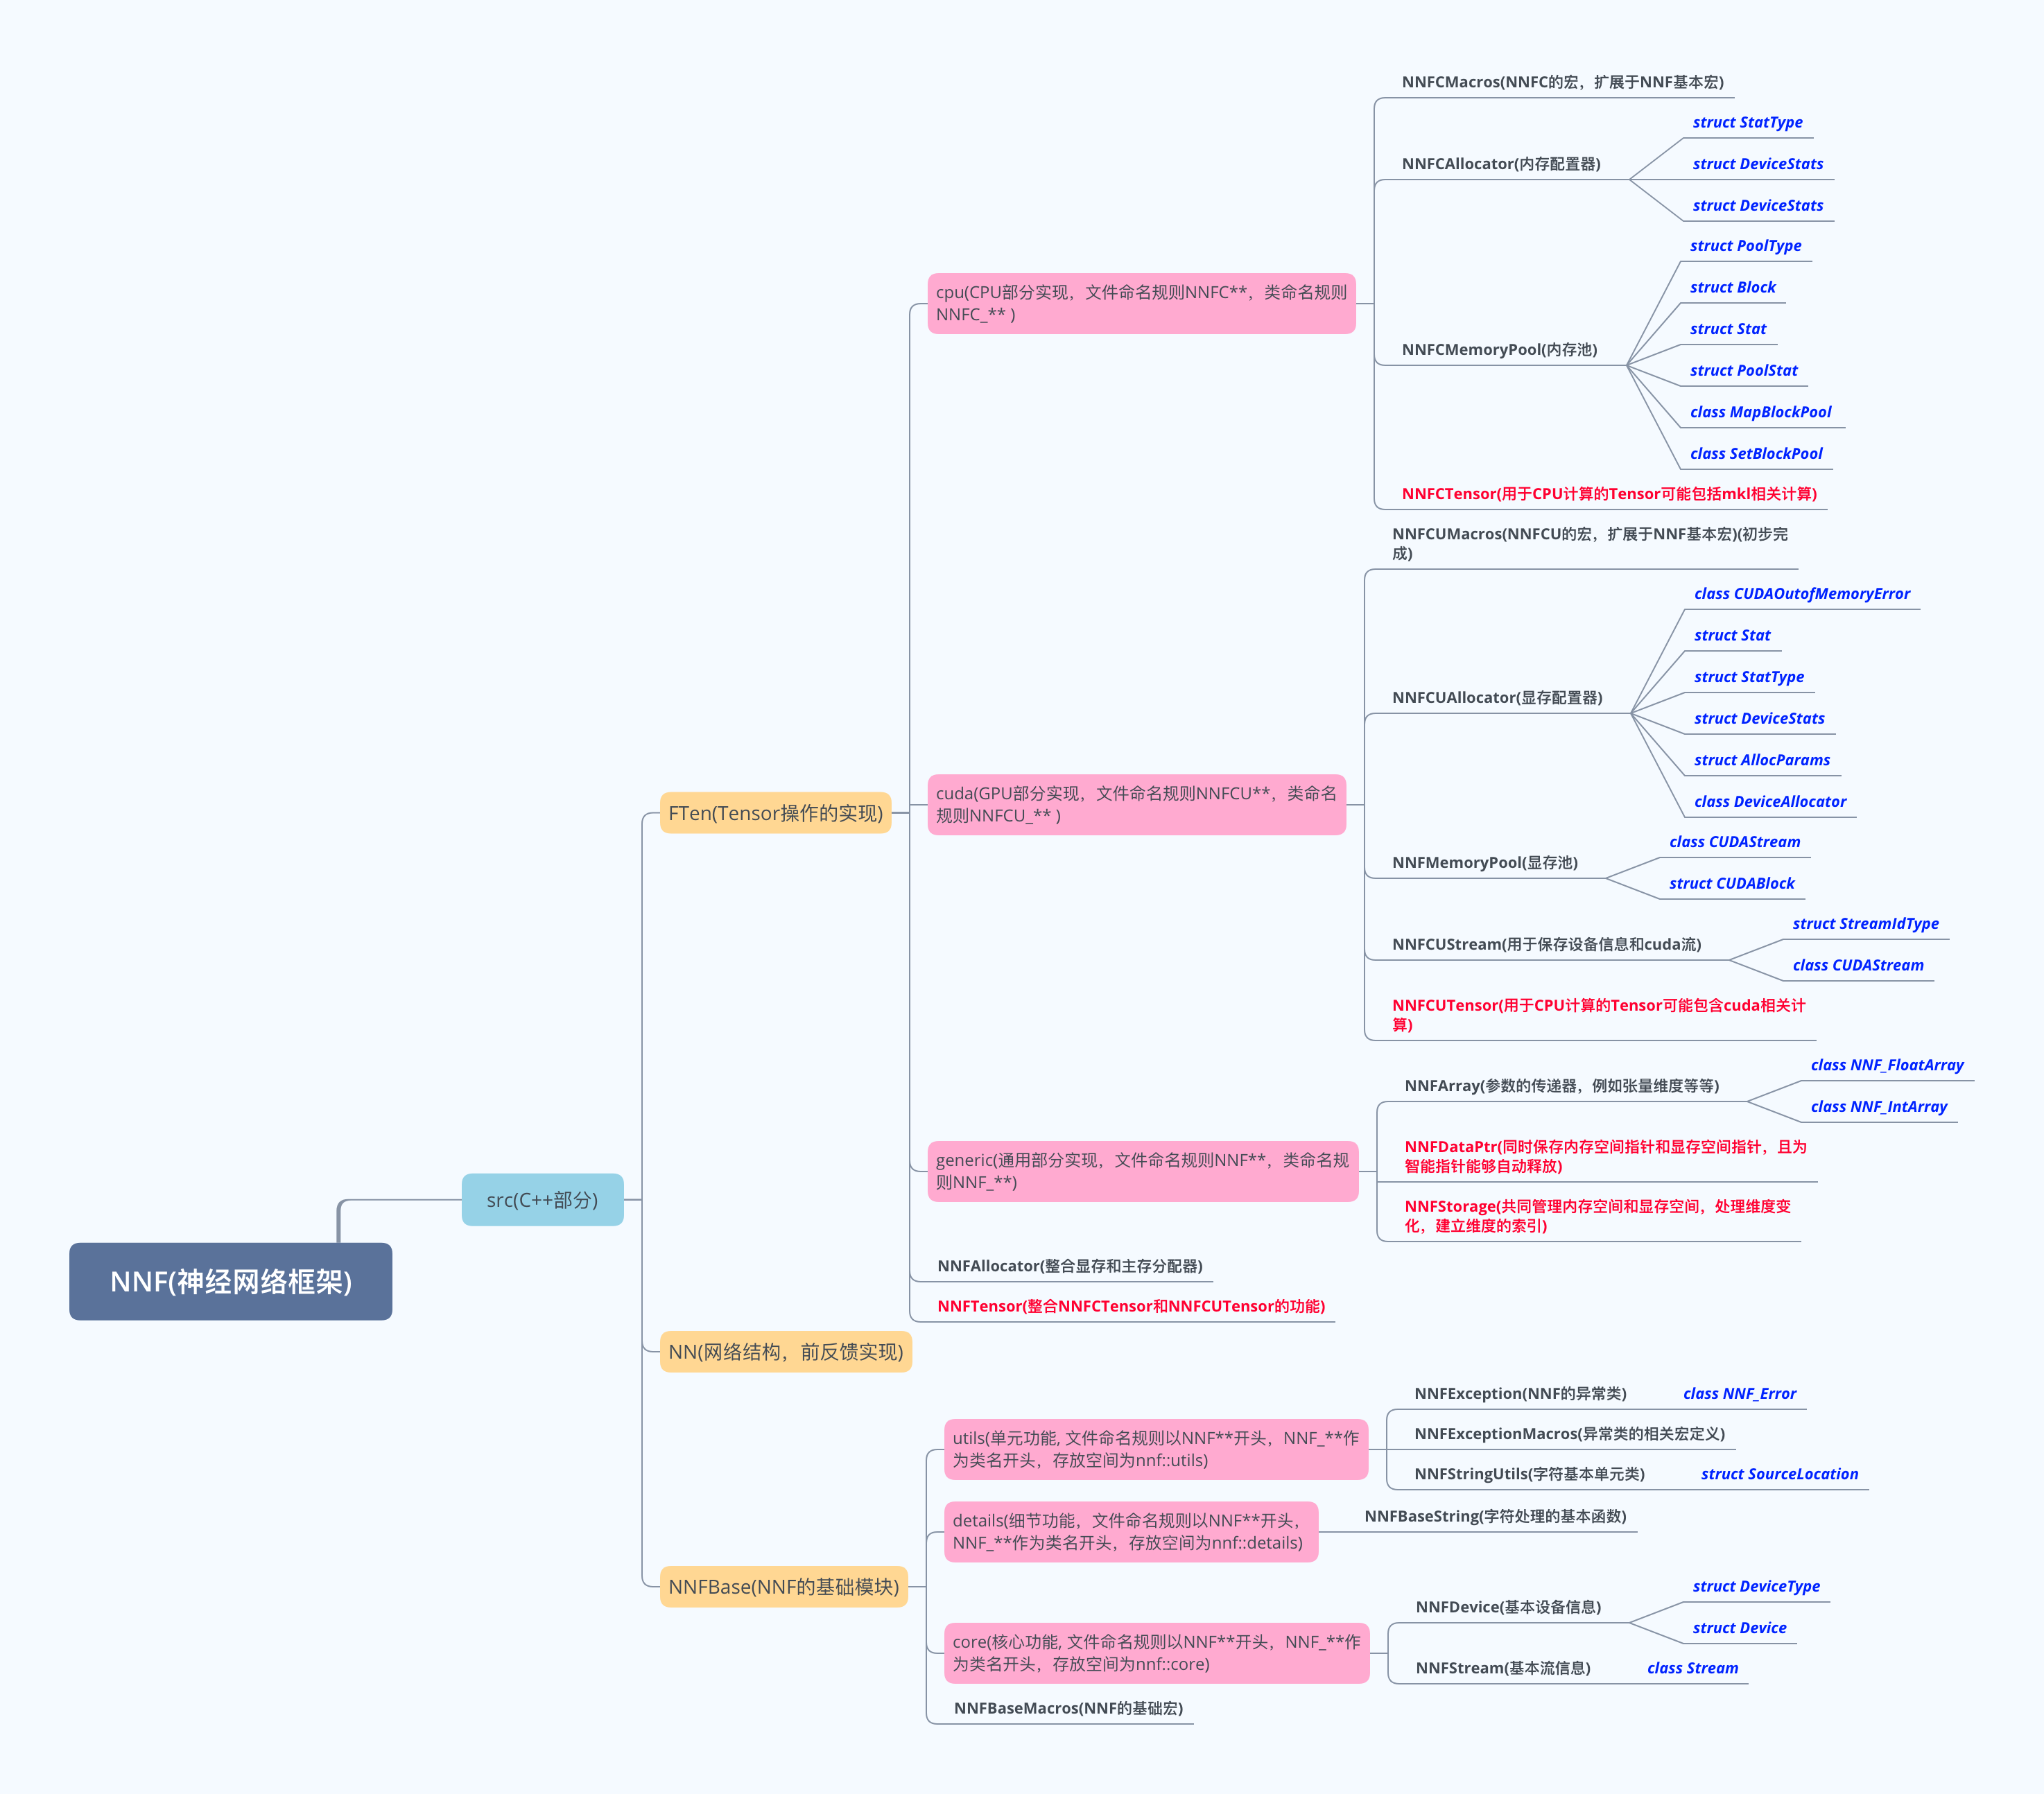 NNF(神经网络框架)
src(C++部分)
FTen(Tensor操作的实现)
cpu(CPU部分实现，文件命名规则NNFC**，类命名规则
NNFC_** )
NNFCMacros(NNFC的宏，扩展于NNF基本宏)
NNFCAllocator(内存配置器)
struct StatType
struct DeviceStats
struct DeviceStats
NNFCMemoryPool(内存池)
struct PoolType
struct Block
struct Stat
struct PoolStat
class MapBlockPool
class SetBlockPool
NNFCTensor(用于CPU计算的Tensor可能包括mkl相关计算)
cuda(GPU部分实现，文件命名规则NNFCU**，类命名
规则NNFCU_** )
NNFCUMacros(NNFCU的宏，扩展于NNF基本宏)(初步完
成)
NNFCUAllocator(显存配置器)
class CUDAOutofMemoryError
struct Stat
struct StatType
struct DeviceStats
struct AllocParams
class DeviceAllocator
NNFMemoryPool(显存池)
class CUDAStream
struct CUDABlock
NNFCUStream(用于保存设备信息和cuda流)
struct StreamIdType
class CUDAStream
NNFCUTensor(用于CPU计算的Tensor可能包含cuda相关计
算)
generic(通用部分实现，文件命名规则NNF**，类命名规
则NNF_**)
NNFArray(参数的传递器，例如张量维度等等)
class NNF_FloatArray
class NNF_IntArray
NNFDataPtr(同时保存内存空间指针和显存空间指针，且为
智能指针能够自动释放)
NNFStorage(共同管理内存空间和显存空间，处理维度变
化，建立维度的索引)
NNFAllocator(整合显存和主存分配器)
NNFTensor(整合NNFCTensor和NNFCUTensor的功能)
NN(网络结构，前反馈实现)
NNFBase(NNF的基础模块)
utils(单元功能, 文件命名规则以NNF**开头，NNF_**作
为类名开头，存放空间为nnf::utils)
NNFException(NNF的异常类)
class NNF_Error
NNFExceptionMacros(异常类的相关宏定义)
NNFStringUtils(字符基本单元类)
struct SourceLocation
details(细节功能，文件命名规则以NNF**开头，
NNF_**作为类名开头，存放空间为nnf::details)
NNFBaseString(字符处理的基本函数)
core(核心功能, 文件命名规则以NNF**开头，NNF_**作
为类名开头，存放空间为nnf::core)
NNFDevice(基本设备信息)
struct DeviceType
struct Device
NNFStream(基本流信息)
class Stream
NNFBaseMacros(NNF的基础宏)